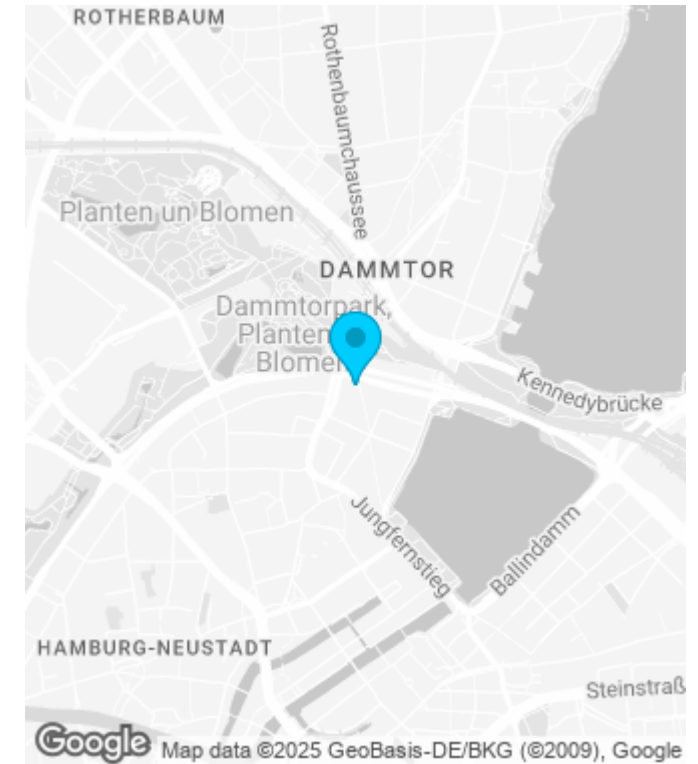 ROTHERBAUM
Rothenbaumchaussee
Planten un Blomen
DAMMTOR
Dammtorpark,
Planten
Blomen
Kennedybrücke
Jungfernstieg
Ballindamm
HAMBURG-NEUSTADT
Steinstraß
Google Map data ©2025 GeoBasis-DE/BKG (©2009), Google